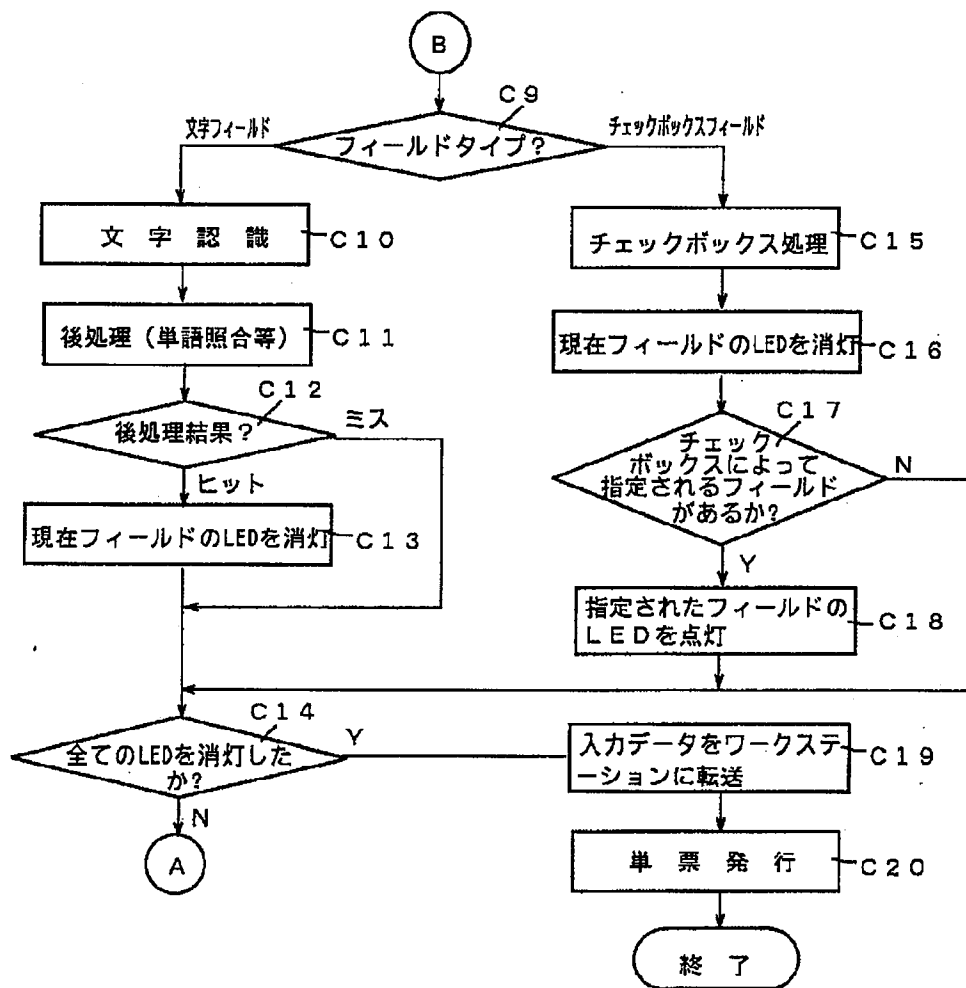 B
C9
文字フィールド
チェックボックスフィールド
フィールドタイプ?
文字認識
C10
チェックボックス処理
C15
後処理(単語照合等)
C11
現在フィールドのLEDを消灯
C16
C12
後処理結果?
ミス
C17
チェック
ボックスによって
指定されるフィールド
があるか?
N
ヒット
現在フィールドのLEDを消灯
C13
Y
指定されたフィールドの
LEDを点灯
C18
C14
全てのLEDを消灯した
か?
Y
入力データをワークステ
ーションに転送
C19
N
A
単票発行
C20
終了